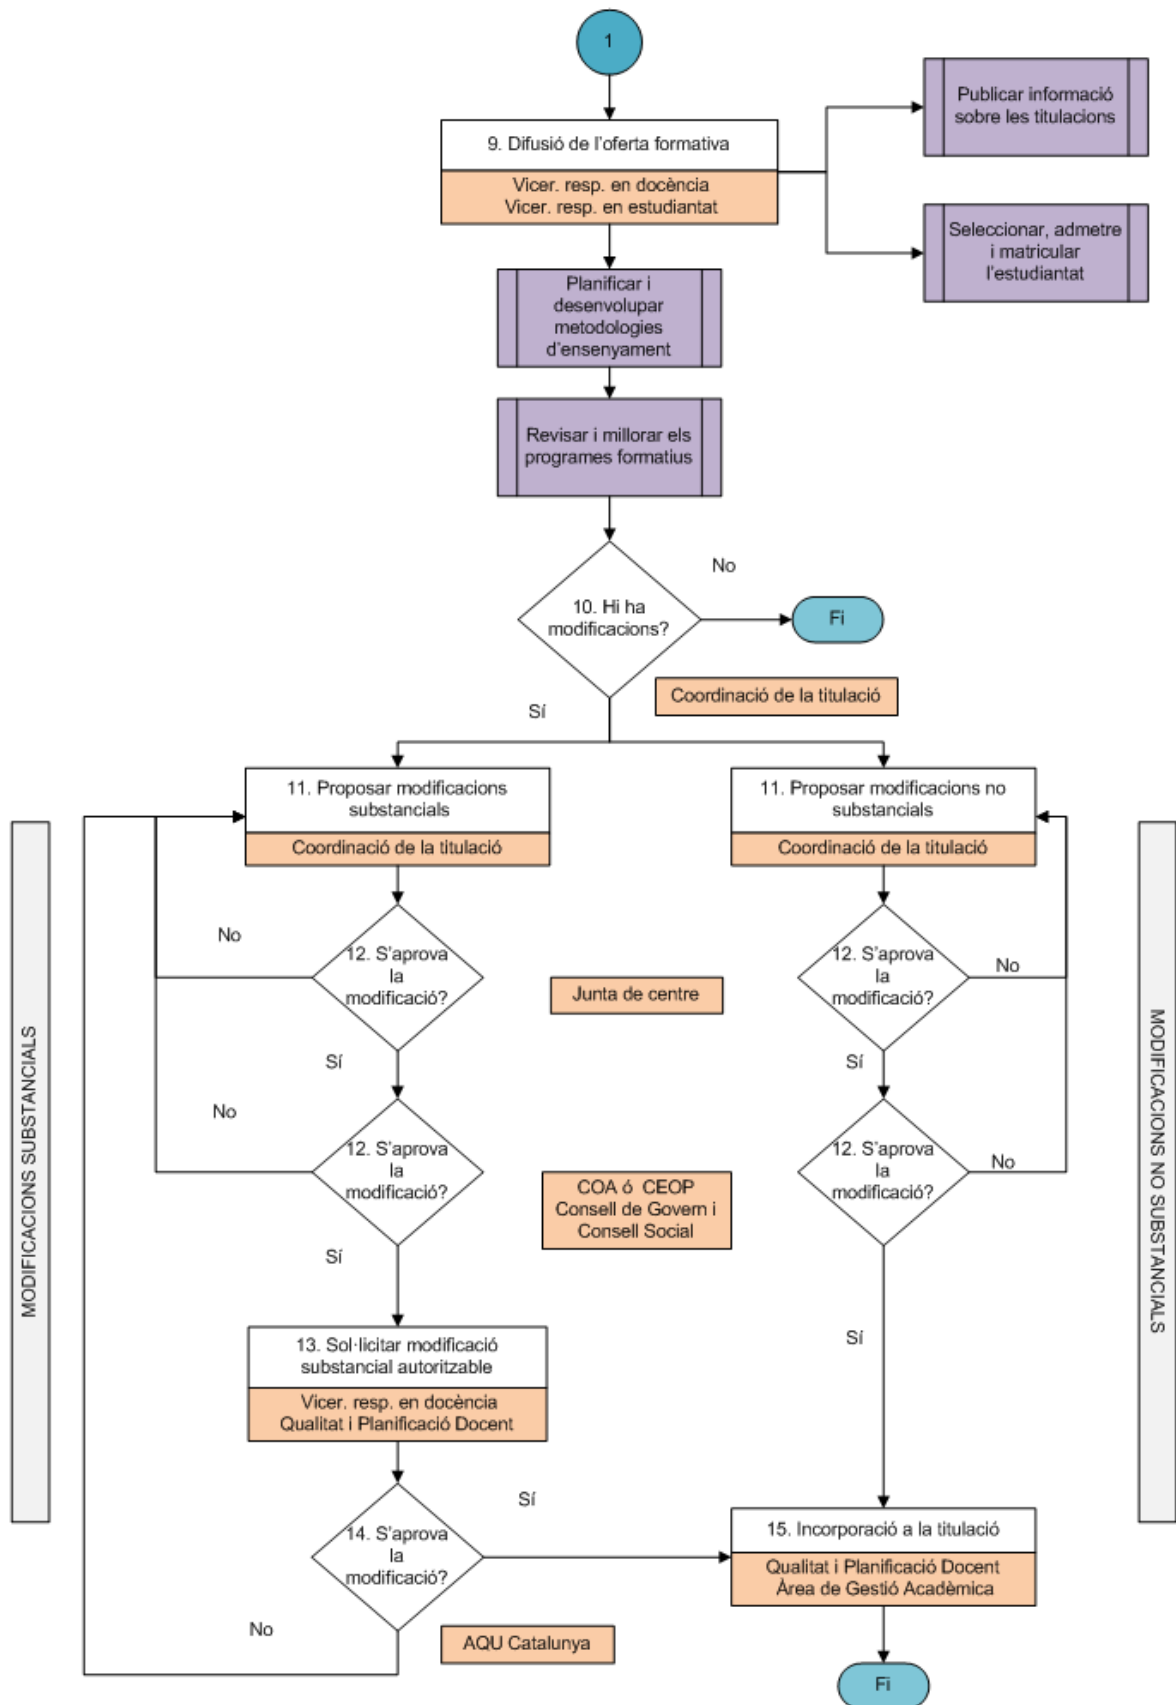 1
Publicar informació
sobre les titulacions
9. Difusió de l'oferta formativa
Vicer. resp. en docència
Vicer. resp. en estudiantat
Seleccionar, admetre
i matricular
l'estudiantat
Planificar i
desenvolupar
metodologies
d'ensenyament
Revisar i millorar els
programes formatius
No
10. Hi ha
modificacions?
Fi
Coordinació de la titulació
Sí
11. Proposar modificacions
substancials
Coordinació de la titulació
11. Proposar modificacions no
substancials
Coordinació de la titulació
MODIFICACIONS SUBSTANCIALS
MODIFICACIONS NO SUBSTANCIALS
No
12. S'aprova
la
modificació?
Junta de centre
12. S'aprova
la
modificació?
No
Sí
Sí
No
12. S'aprova
la
modificació?
COA ó  CEOP
Consell de Govern i
Consell Social
12. S'aprova
la
modificació?
No
Sí
Sí
13. Sol·licitar modificació
substancial autoritzable
Vicer. resp. en docència
Qualitat i Planificació Docent
Sí
14. S'aprova
la
modificació?
15. Incorporació a la titulació
Qualitat i Planificació Docent
Àrea de Gestió Acadèmica
No
AQU Catalunya
Fi